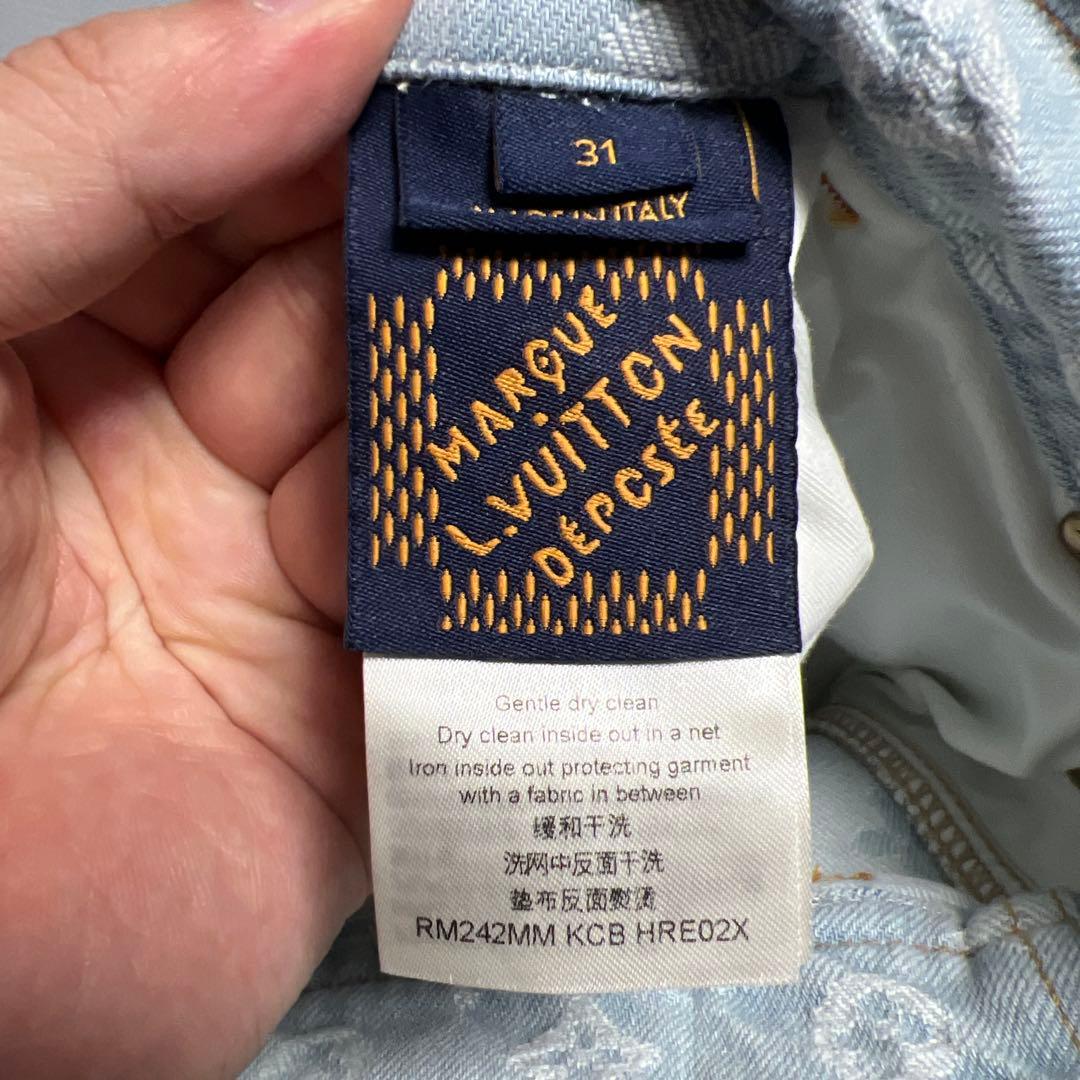 31
MADE IN ITALY
MARQUE
L.VUITTON
DÉPOSÉE
Gentle dry clean
Dry clean inside out in a net
Iron inside out protecting garment
with a fabric in between
缓和干洗
洗网中反面干洗
垫布反面熨烫
RM242MM KCB HRE02X